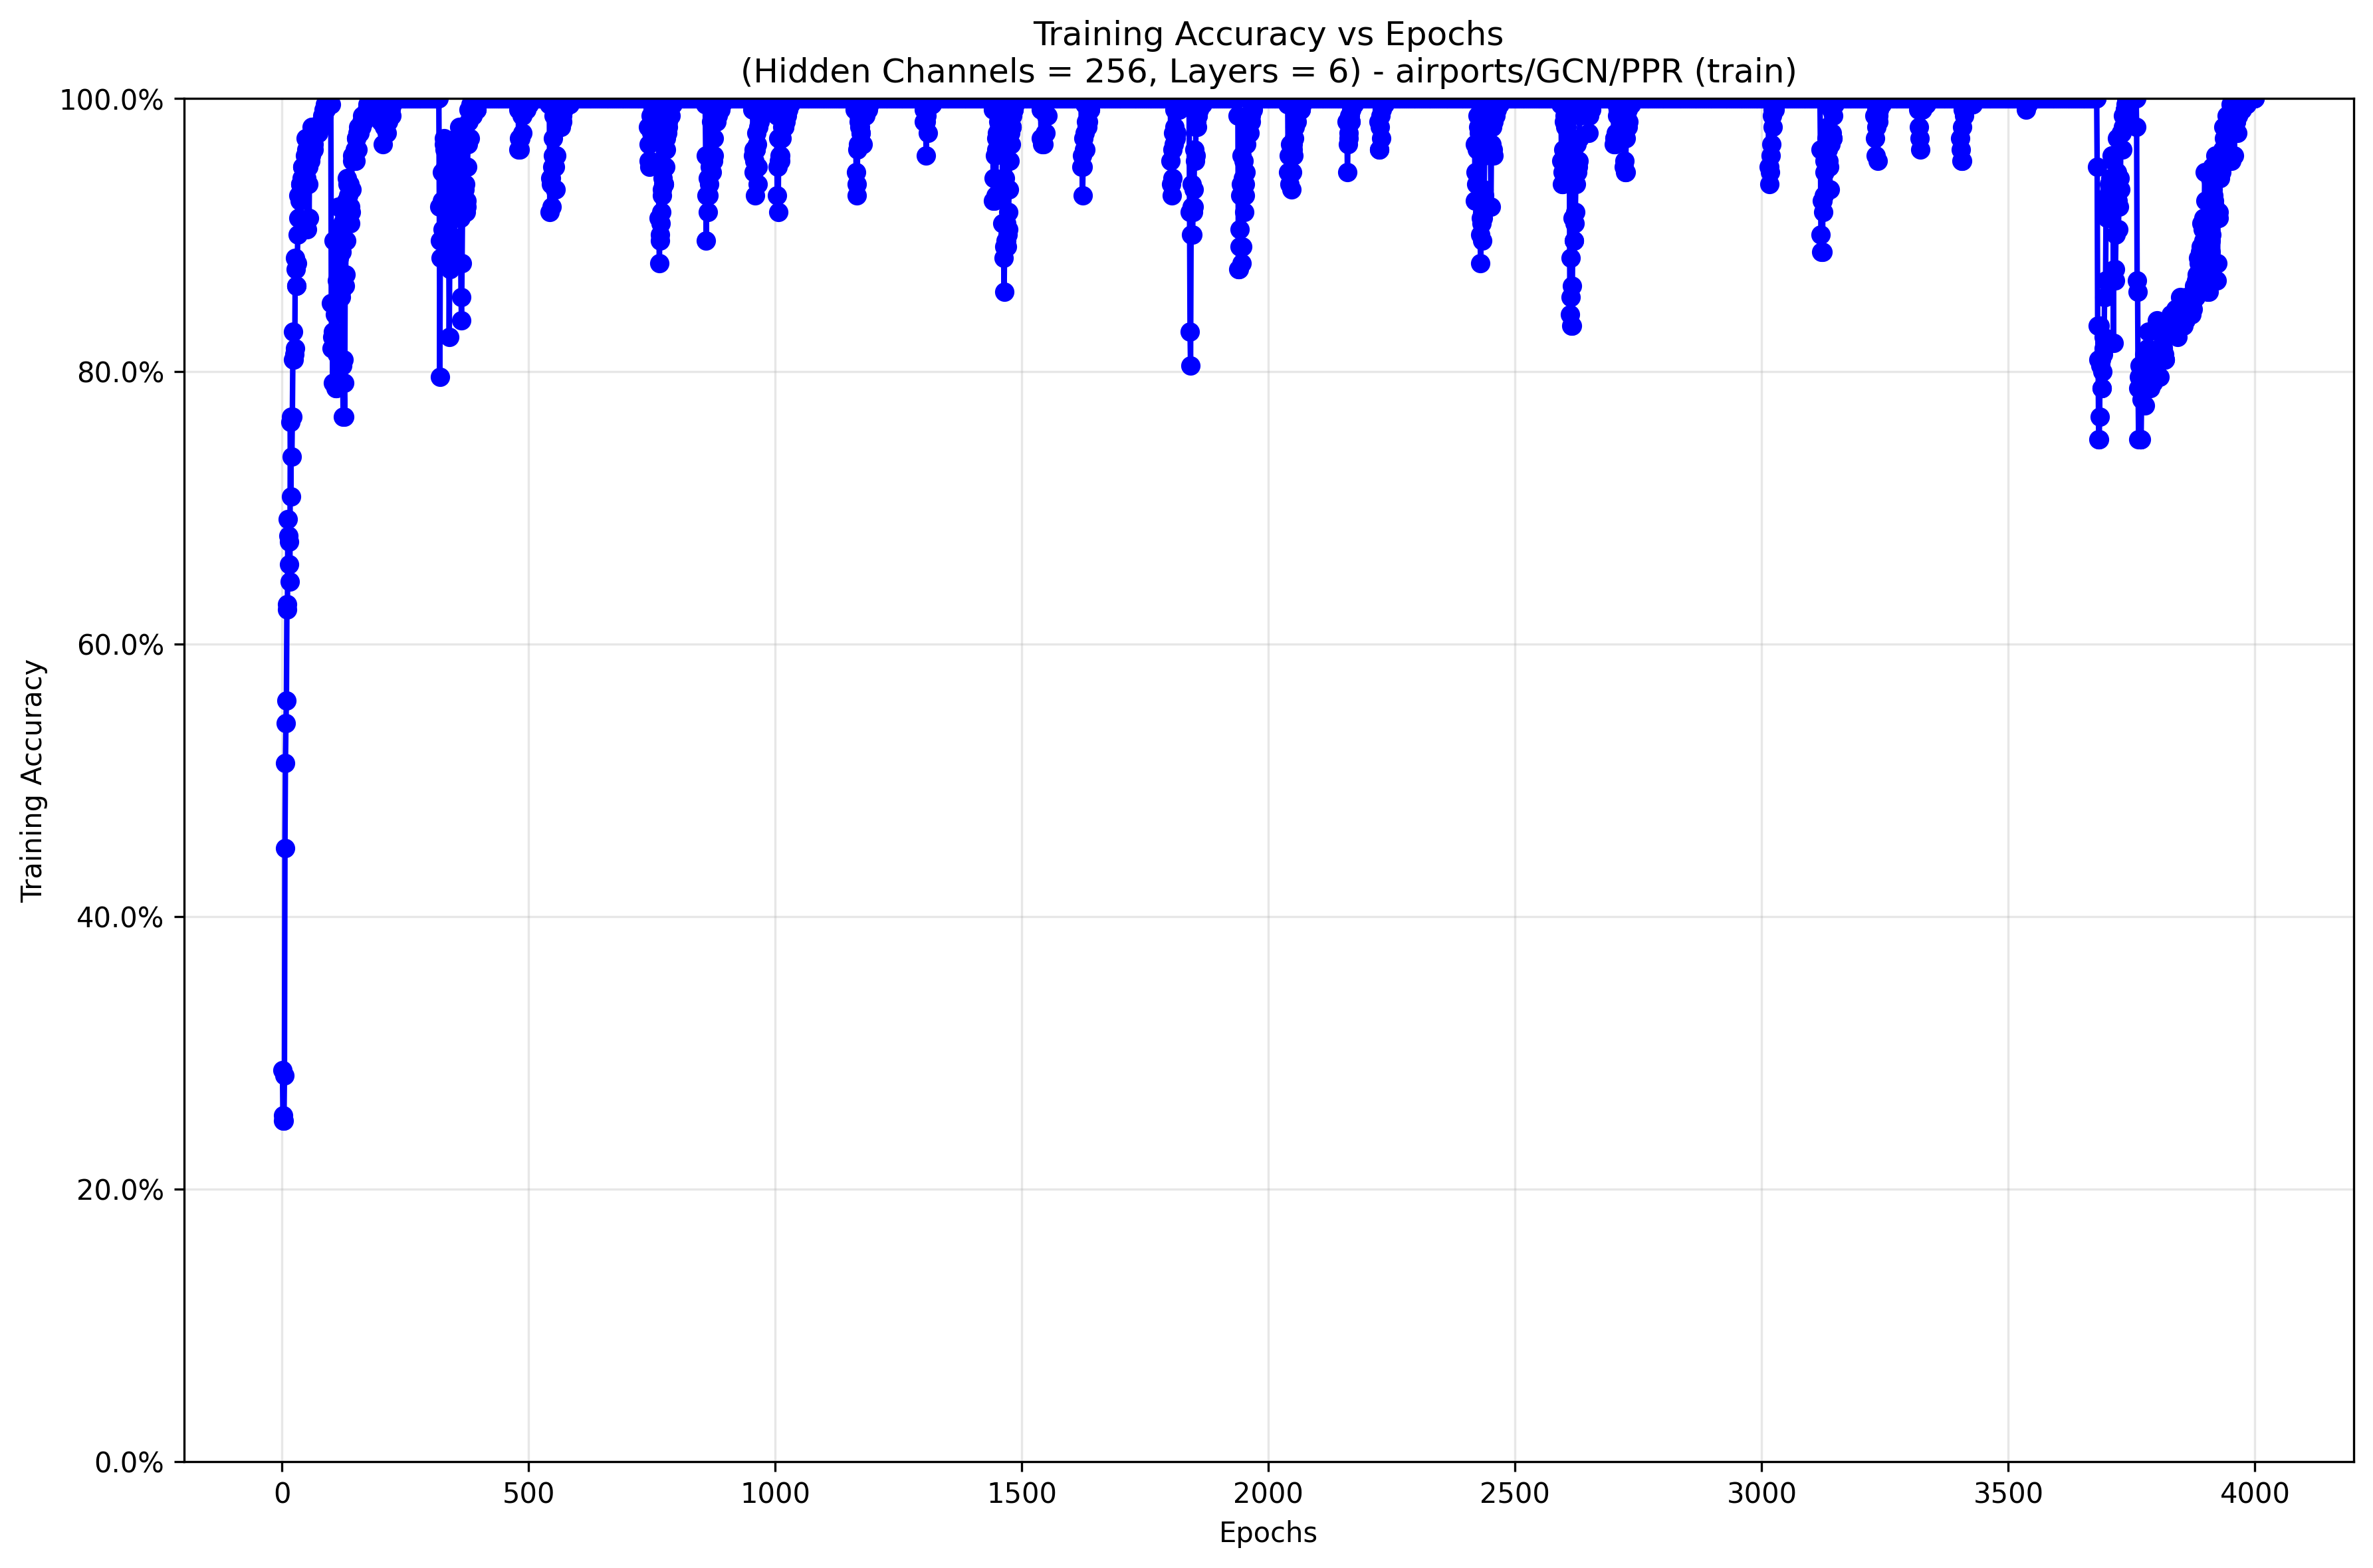 Training Accuracy vs Epochs
(Hidden Channels = 256, Layers = 6) - airports/GCN/PPR (train)
100.0%
80.0%
60.0%
40.0%
20.0%
0.0%
Training Accuracy
0 500 1000 1500 2000 2500 3000 3500 4000
Epochs